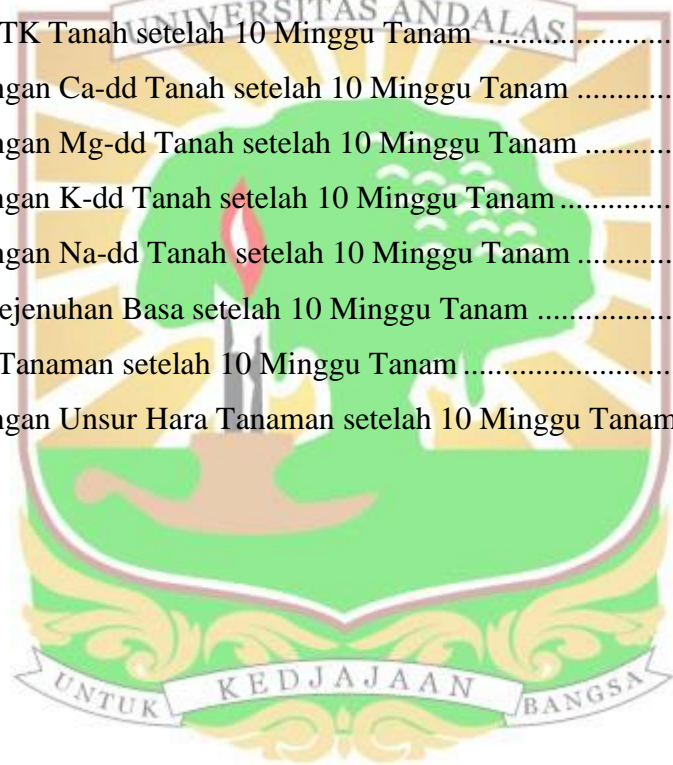 UNIVERSITAS ANDALAS
TK Tanah setelah 10 Minggu Tanam ......................
ngan Ca-dd Tanah setelah 10 Minggu Tanam ............
ngan Mg-dd Tanah setelah 10 Minggu Tanam ...........
ngan K-dd Tanah setelah 10 Minggu Tanam ..............
ngan Na-dd Tanah setelah 10 Minggu Tanam ............
ejenuhan Basa setelah 10 Minggu Tanam .................
Tanaman setelah 10 Minggu Tanam .........................
ngan Unsur Hara Tanaman setelah 10 Minggu Tanam
UNTUK KEDJAJAAN BANGSA